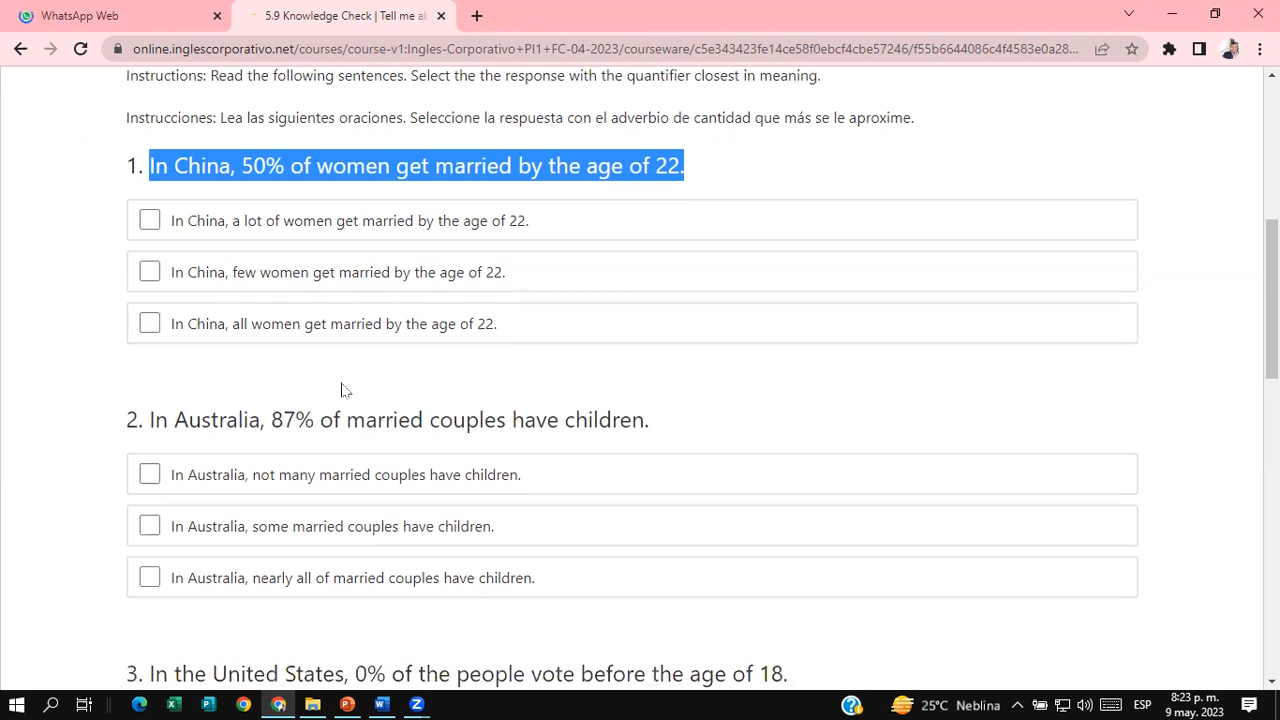 WhatsApp Web
5.9 Knowledge Check | Tell me ab
online.inglescorporativo.net/courses/course-v1:Ingles-Corporativo+PI1+FC-04-2023/courseware/c5e343423fe14ce58f0ebcf4cbe57246/f55b6644086c4f4583e0a28...
Instructions: Read the following sentences. Select the the response with the quantifier closest in meaning.
Instrucciones: Lea las siguientes oraciones. Seleccione la respuesta con el adverbio de cantidad que más se le aproxime.
1. In China, 50% of women get married by the age of 22.
In China, a lot of women get married by the age of 22.
In China, few women get married by the age of 22.
In China, all women get married by the age of 22.
2. In Australia, 87% of married couples have children.
In Australia, not many married couples have children.
In Australia, some married couples have children.
In Australia, nearly all of married couples have children.
3. In the United States, 0% of the people vote before the age of 18.
25°C Neblina
ESP
8:23 p. m.
9 may. 2023